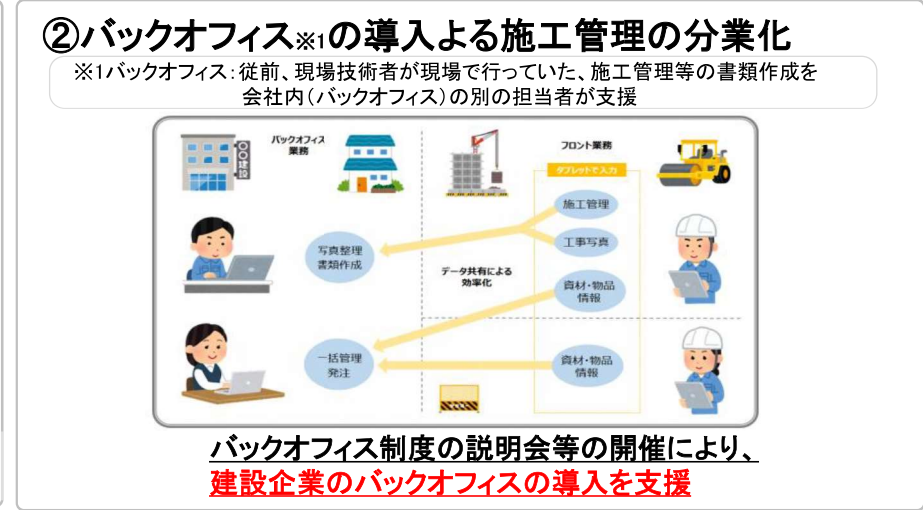 ②バックオフィス※1の導入よる施工管理の分業化
※1バックオフィス：従前、現場技術者が現場で行っていた、施工管理等の書類作成を
会社内（バックオフィス）の別の担当者が支援
バックオフィス
業務
〇〇建設
フロント業務
タブレットで入力
施工管理
工事写真
写真整理
書類作成
データ共有による
効率化
資材・物品
情報
一括管理
発注
資材・物品
情報
バックオフィス制度の説明会等の開催により、
建設企業のバックオフィスの導入を支援